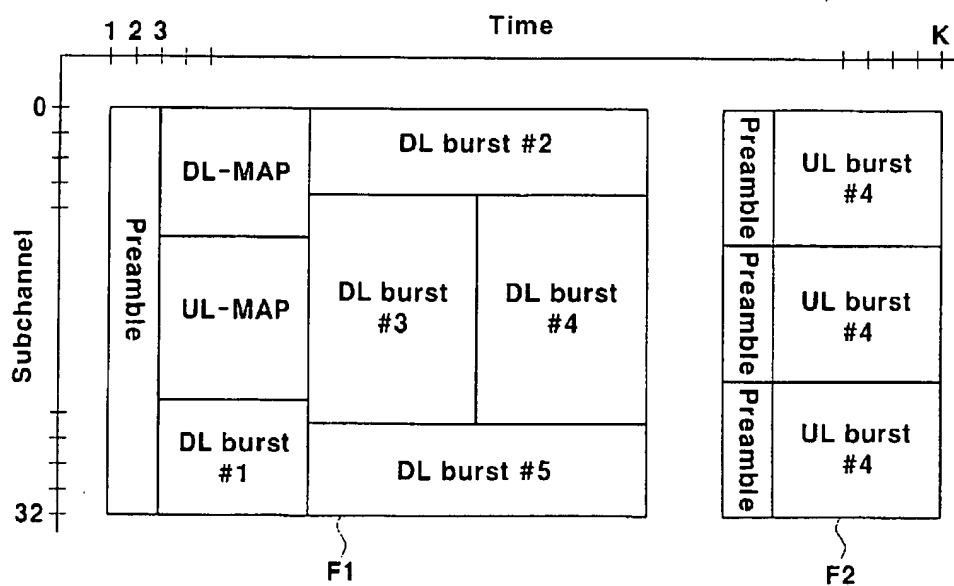 Time
1 2 3
K
Subchannel
0
32
Preamble
DL-MAP
UL-MAP
DL burst
#1
DL burst #2
DL burst
#3
DL burst
#4
DL burst #5
F1
Preamble
UL burst
#4
Preamble
UL burst
#4
Preamble
UL burst
#4
F2